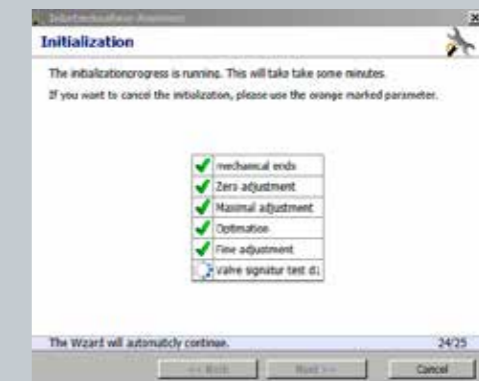 Initialization
The initializationprogress is running. This will take take some minutes.
If you want to cancel the initialization, please use the orange marked parameter.
mechanical ends
Zero adjustment
Maximal adjustment
Optimation
Fine adjustment
valve signatur test
The Wizard will automaticly continue.
24/25
<< Back
Next >>
Cancel